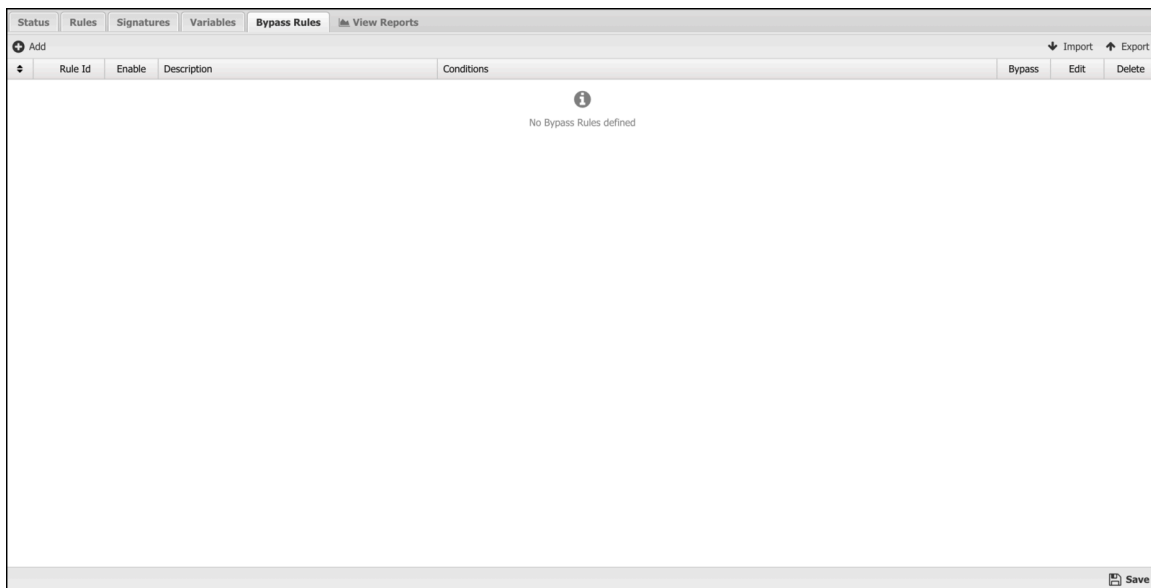 Status Rules Signatures Variables Bypass Rules View Reports
Add Import Export
Rule Id Enable Description Conditions Bypass Edit Delete
No Bypass Rules defined
Save